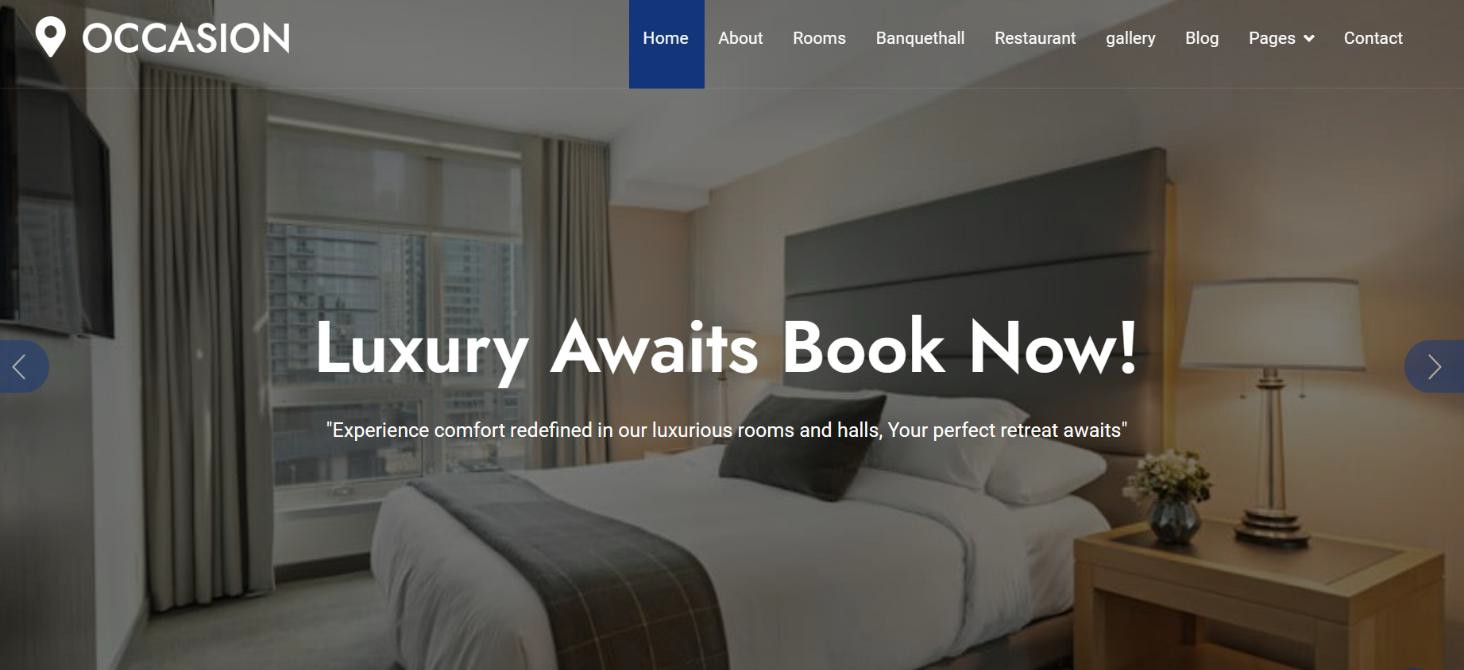 OCCASION
Home About Rooms Banquethall Restaurant gallery Blog Pages Contact
Luxury Awaits Book Now!
"Experience comfort redefined in our luxurious rooms and halls, Your perfect retreat awaits"